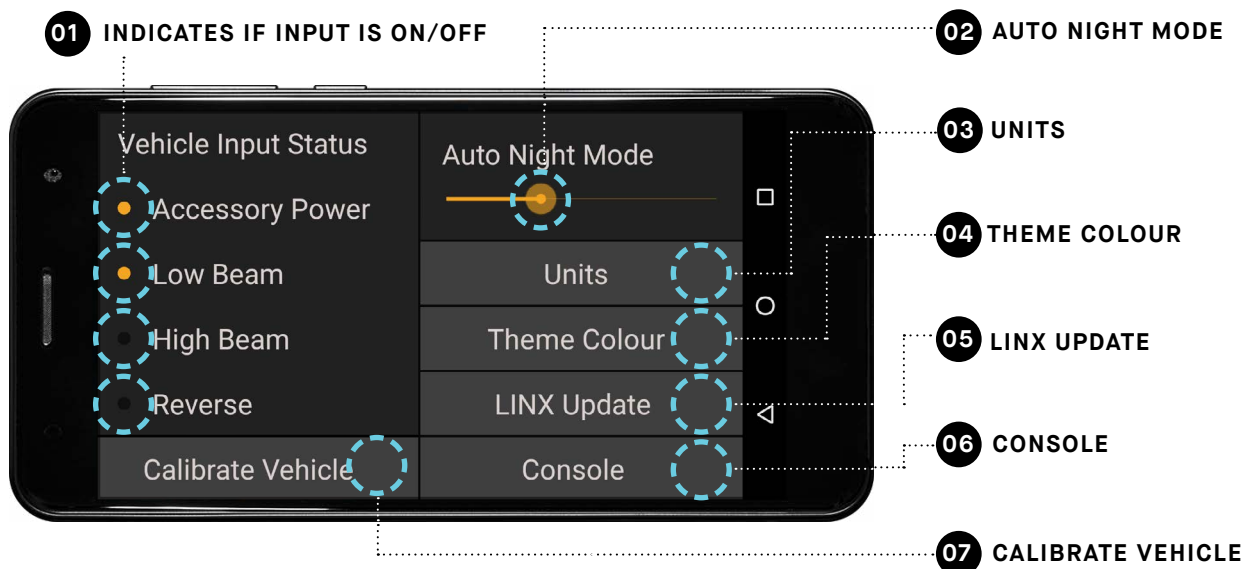 01 INDICATES IF INPUT IS ON/OFF
02 AUTO NIGHT MODE
03 UNITS
04 THEME COLOUR
05 LINX UPDATE
06 CONSOLE
07 CALIBRATE VEHICLE
Vehicle Input Status
Accessory Power
Low Beam
High Beam
Reverse
Calibrate Vehicle
Auto Night Mode
Units
Theme Colour
LINX Update
Console